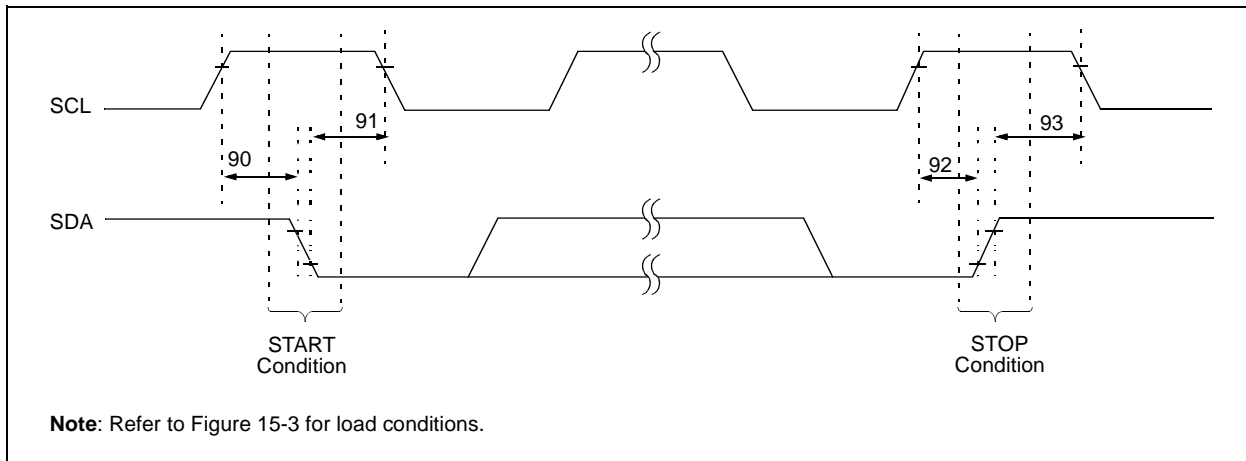 SCL
91
93
90
92
SDA
START
Condition
STOP
Condition
Note: Refer to Figure 15-3 for load conditions.